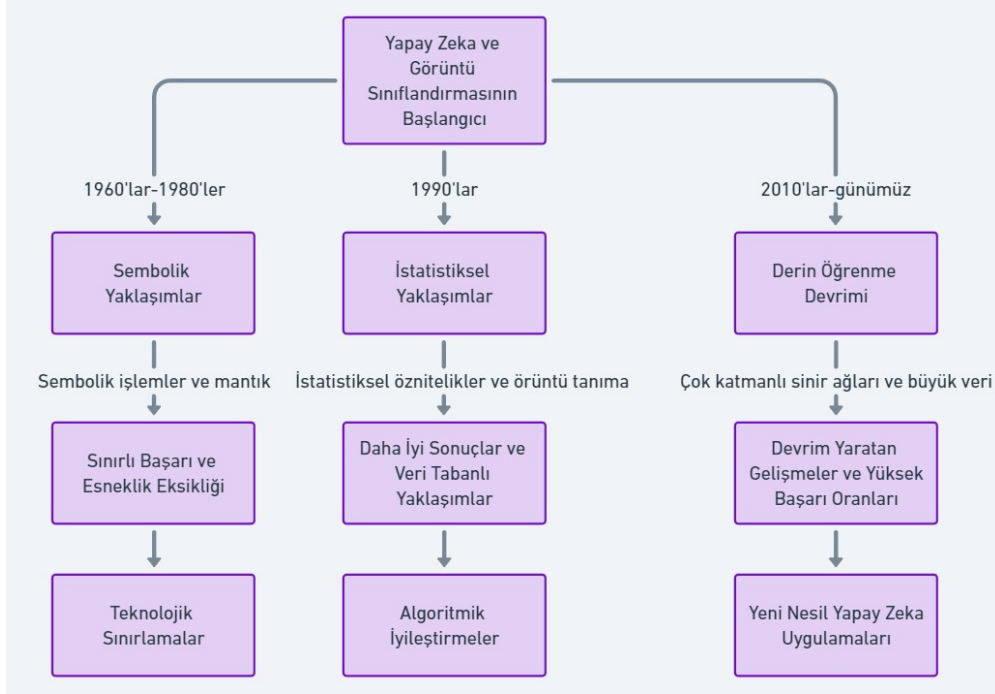 Yapay Zeka ve
Görüntü
Sınıflandırmasının
Başlangıcı
1960'lar-1980'ler
1990'lar
2010'lar-günümüz
Sembolik
Yaklaşımlar
İstatistiksel
Yaklaşımlar
Derin Öğrenme
Devrimi
Sembolik işlemler ve mantık
İstatistiksel öznitelikler ve örüntü tanıma
Çok katmanlı sinir ağları ve büyük veri
Sınırlı Başarı ve
Esneklik Eksikliği
Daha İyi Sonuçlar ve
Veri Tabanlı
Yaklaşımlar
Devrim Yaratan
Gelişmeler ve Yüksek
Başarı Oranları
Teknolojik
Sınırlamalar
Algoritmik
İyileştirmeler
Yeni Nesil Yapay Zeka
Uygulamaları